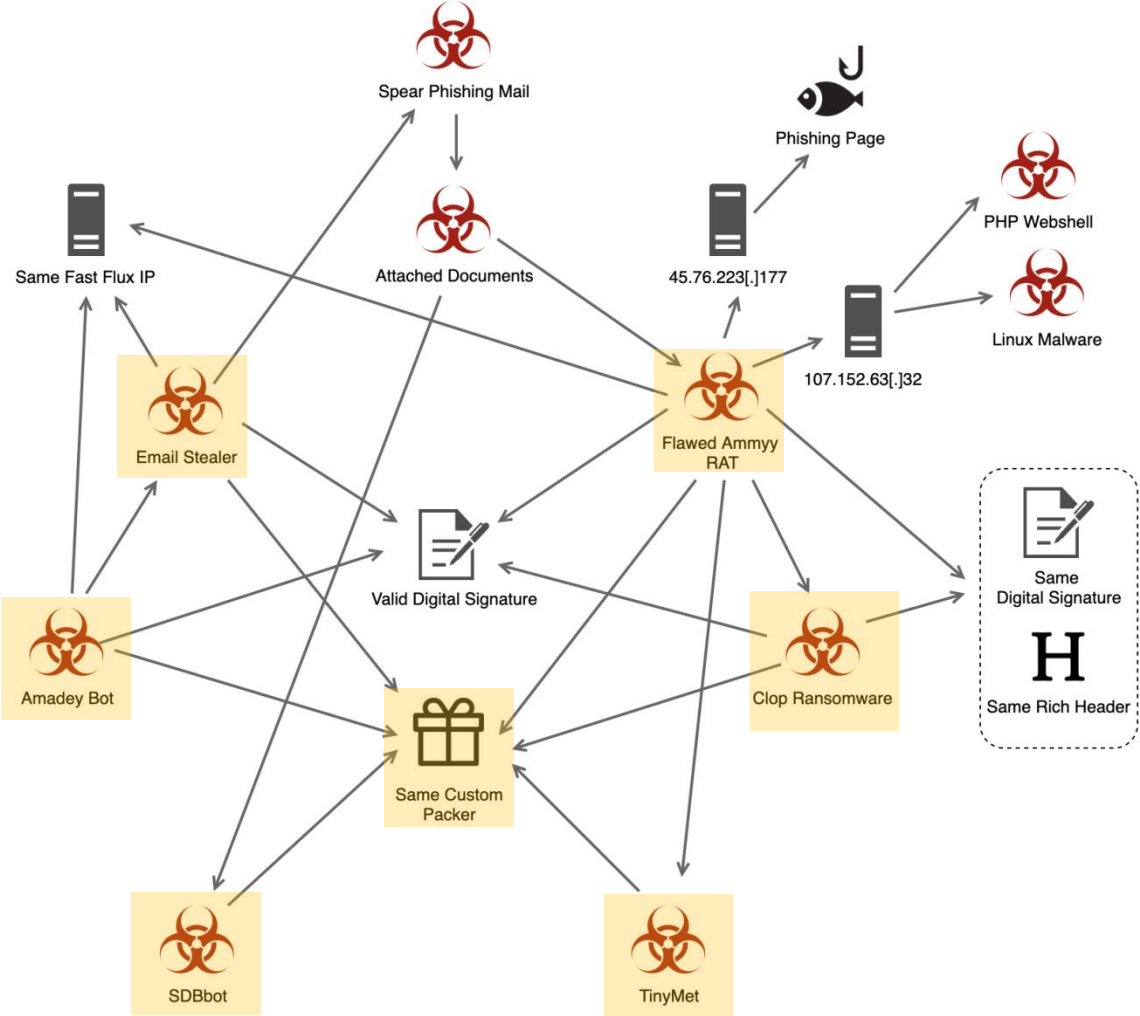 Spear Phishing Mail
Phishing Page
PHP Webshell
Same Fast Flux IP
Attached Documents
45.76.223[.]177
Linux Malware
107.152.63[.]32
Email Stealer
Flawed Ammyy
RAT
Valid Digital Signature
Same
Digital Signature
Amadey Bot
Clop Ransomware
H
Same Rich Header
Same Custom
Packer
SDBbot
TinyMet